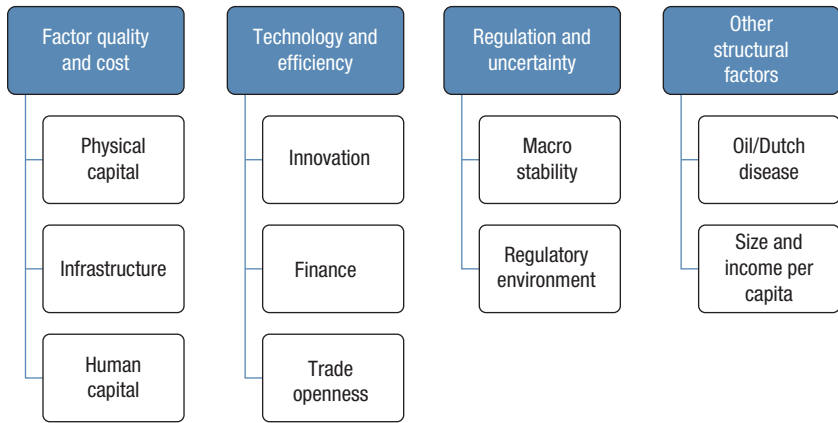 Factor quality
and cost
Physical
capital
Infrastructure
Human
capital
Technology and
efficiency
Innovation
Finance
Trade
openness
Regulation and
uncertainty
Macro
stability
Regulatory
environment
Other
structural
factors
Oil/Dutch
disease
Size and
income per
capita